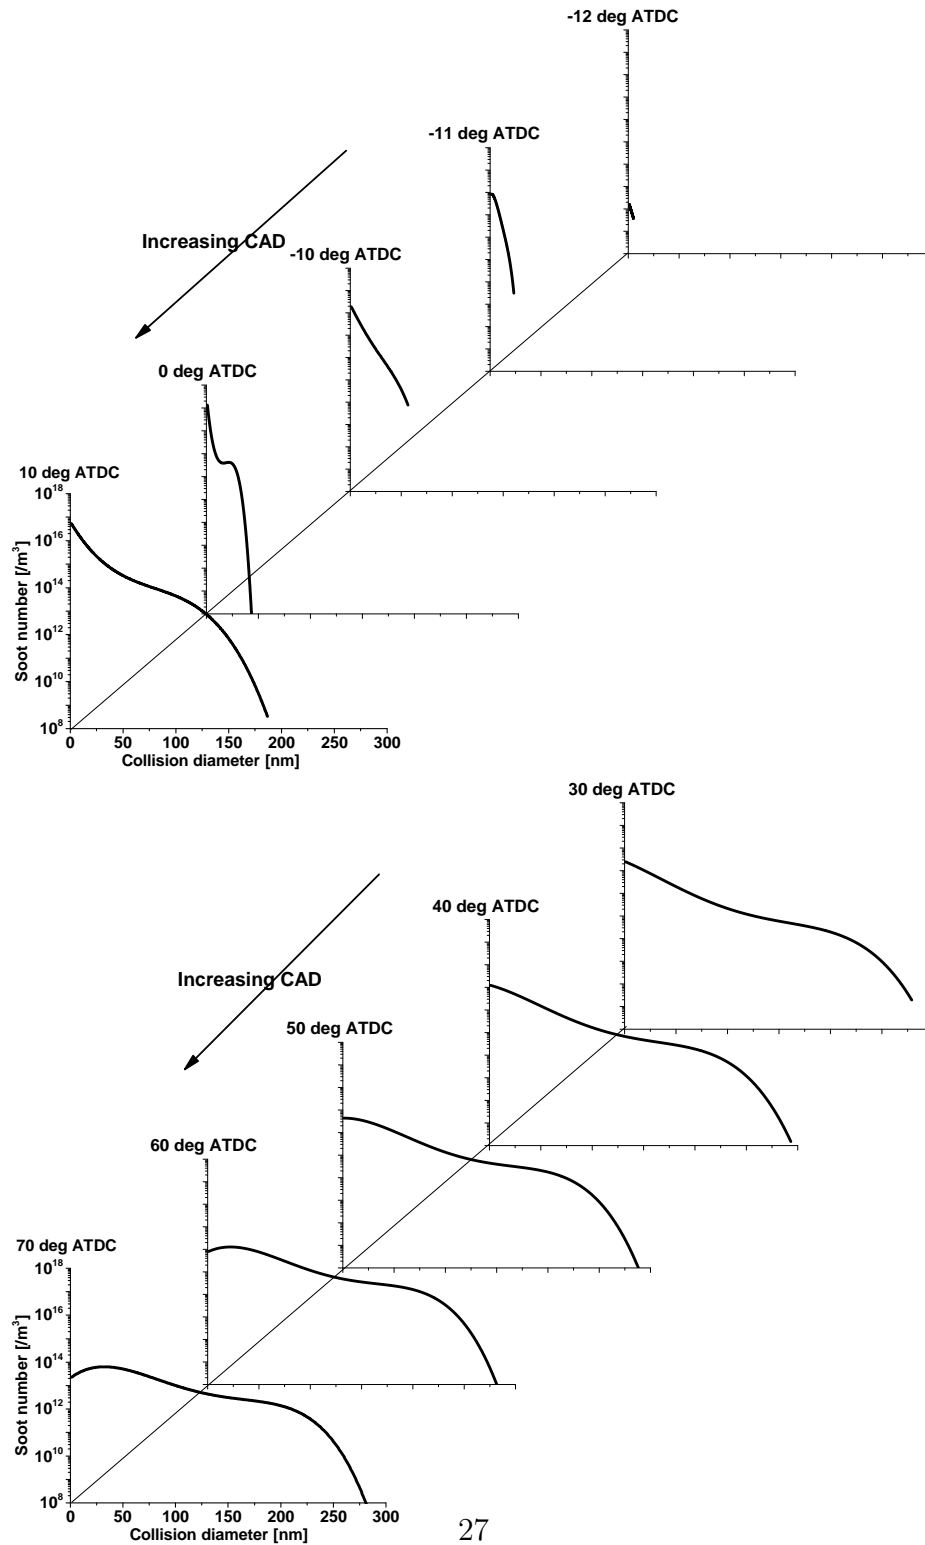 -12 deg ATDC
-11 deg ATDC
Increasing CAD
-10 deg ATDC
0 deg ATDC
10 deg ATDC
10^18
10^16
10^14
10^12
10^10
10^8
Soot number [/m^3]
0 50 100 150 200 250 300
Collision diameter [nm]
30 deg ATDC
40 deg ATDC
Increasing CAD
50 deg ATDC
60 deg ATDC
70 deg ATDC
10^18
10^16
10^14
10^12
10^10
10^8
Soot number [/m^3]
0 50 100 150 200 250 300
Collision diameter [nm]
27